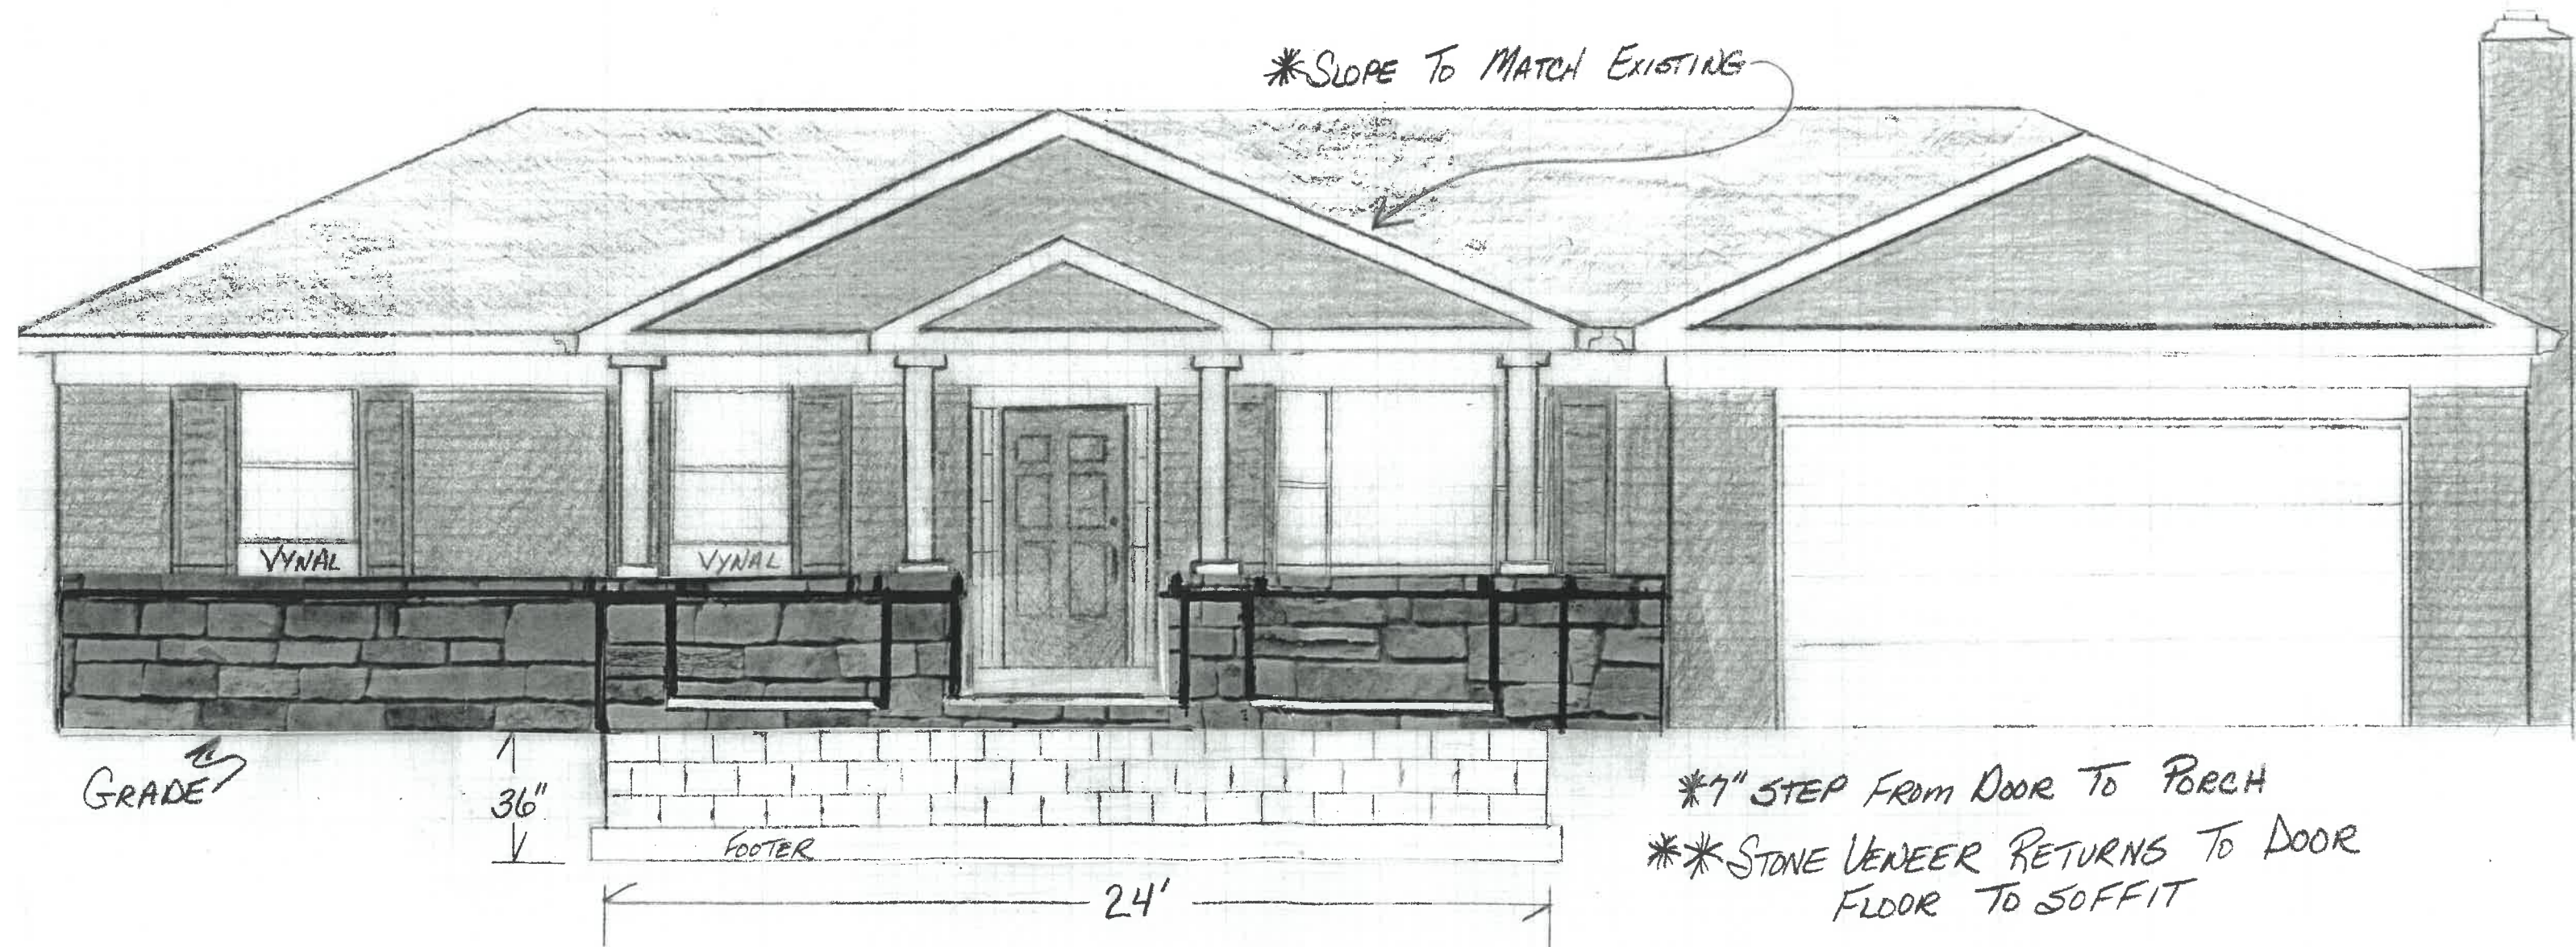 *SLOPE TO MATCH EXISTING
VYNAL
VYNAL
GRADE
36"
FOOTER
24'
*7" STEP FROM DOOR TO PORCH
**STONE VENEER RETURNS TO DOOR
FLOOR TO SOFFIT